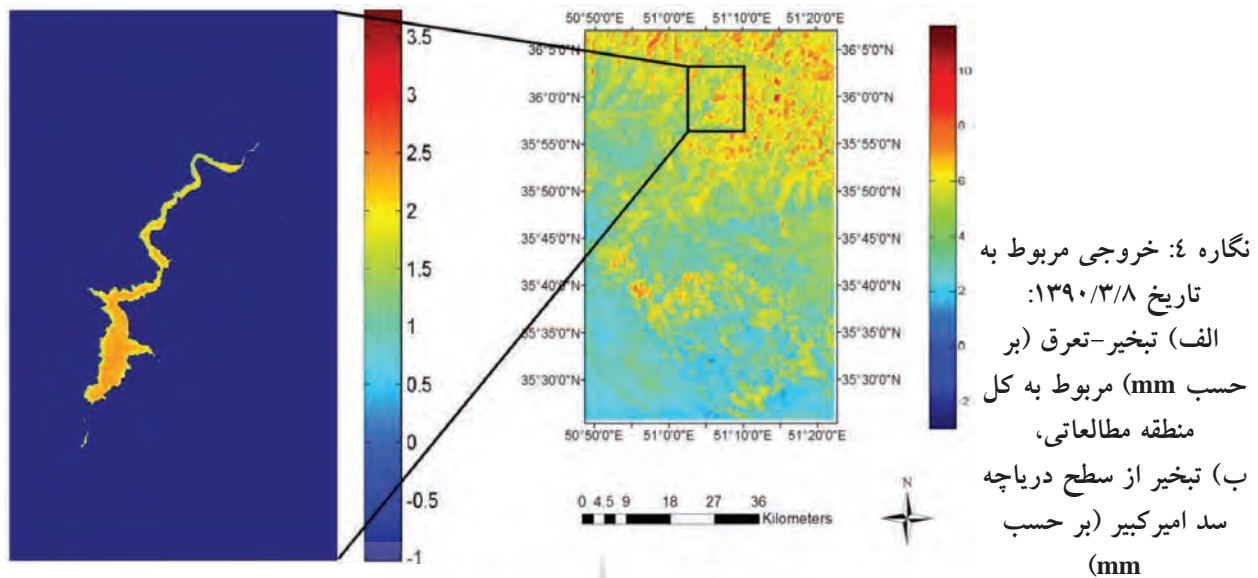 3.5
3
2.5
2
1.5
1
0.5
0
-0.5
-1
50°50'0"E 51°0'0"E 51°10'0"E 51°20'0"E
36°5'0"N 36°5'0"N
36°0'0"N 36°0'0"N
35°55'0"N 35°55'0"N
35°50'0"N 35°50'0"N
35°45'0"N 35°45'0"N
35°40'0"N 35°40'0"N
35°35'0"N 35°35'0"N
35°30'0"N 35°30'0"N
50°50'0"E 51°0'0"E 51°10'0"E 51°20'0"E
10
8
6
4
2
0
-2
0 4.5 9 18 27 36
Kilometers
N
نگاره ٤: خروجی مربوط به
تاریخ ۱۳۹۰/۳/۸:
الف) تبخیر-تعرق (بر
حسب mm) مربوط به کل
منطقه مطالعاتی،
ب) تبخیر از سطح دریاچه
سد امیرکبیر (بر حسب
mm)